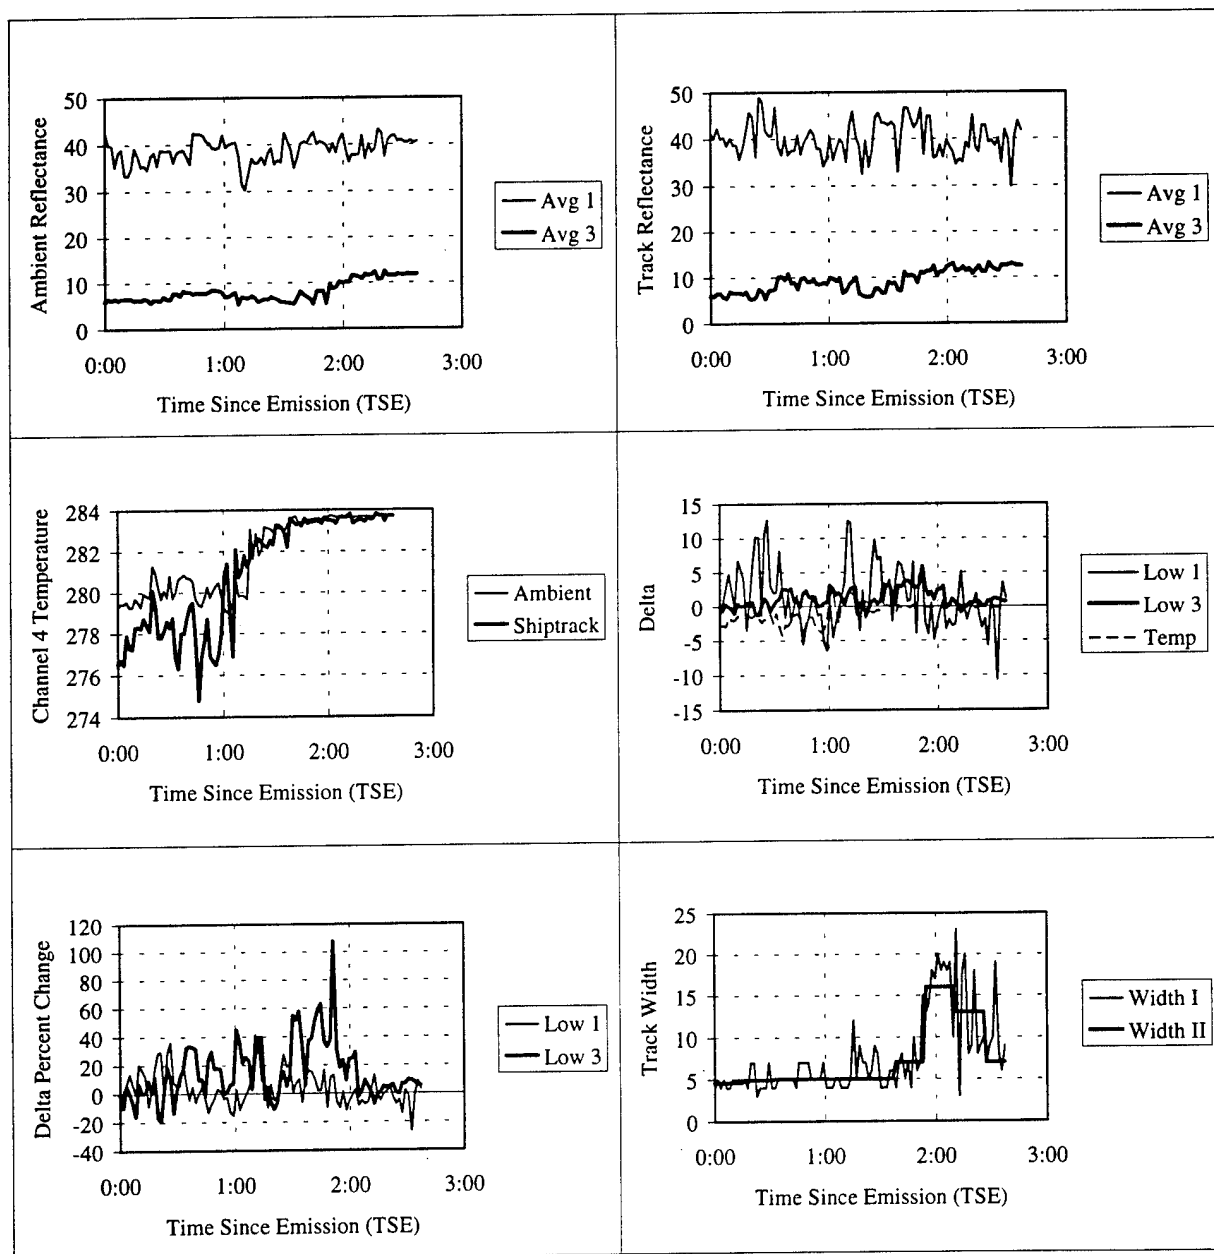 50
40
30
20
10
0
Ambient Reflectance
0:00 1:00 2:00 3:00
Time Since Emission (TSE)
Avg 1
Avg 3
50
40
30
20
10
0
Track Reflectance
0:00 1:00 2:00 3:00
Time Since Emission (TSE)
Avg 1
Avg 3
284
282
280
278
276
274
Channel 4 Temperature
0:00 1:00 2:00 3:00
Time Since Emission (TSE)
Ambient
Shiptrack
15
10
5
0
-5
-10
-15
Delta
0:00 1:00 2:00 3:00
Time Since Emission (TSE)
Low 1
Low 3
Temp
120
100
80
60
40
20
0
-20
-40
Delta Percent Change
0:00 1:00 2:00 3:00
Time Since Emission (TSE)
Low 1
Low 3
25
20
15
10
5
0
Track Width
0:00 1:00 2:00 3:00
Time Since Emission (TSE)
Width I
Width II